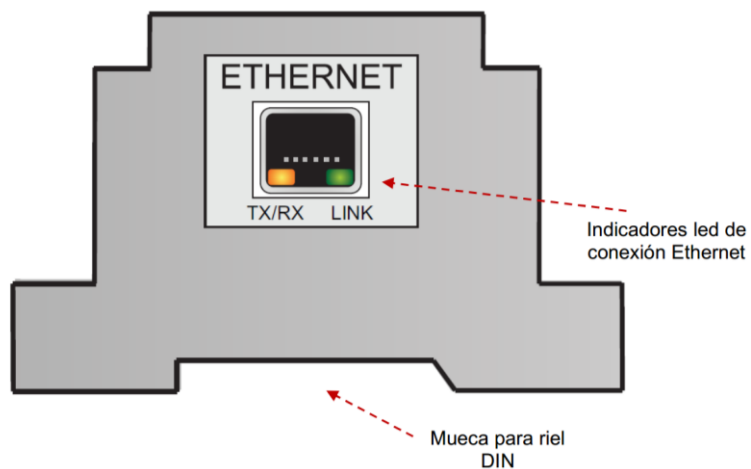 ETHERNET
TX/RX LINK
Indicadores led de
conexión Ethernet
Mueca para riel
DIN